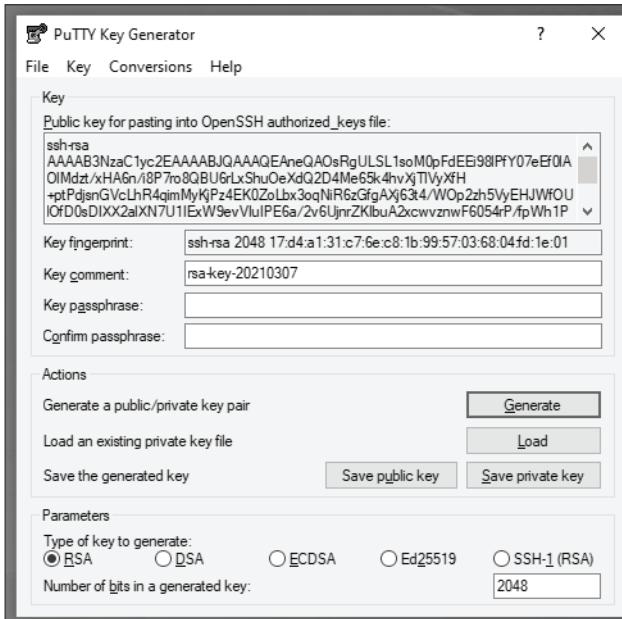 PuTTY Key Generator ? ×
File Key Conversions Help
Key
Public key for pasting into OpenSSH authorized_keys file:
ssh-rsa
AAAAB3NzaC1yc2EAAAABJQAAAQEAneQAOsRgULSL1soM0pFdEEi98IPfY07eEf0IA
OIMdzt/xHA6n/i8P7ro8QBU6rLxShuOeXdQ2D4Me65k4hvXjTIVyXfH
+ptPdjsnGVcLhR4qimMyKjPz4EK0ZoLbx3oqNiR6zGfgAXj63t4/WOp2zh5VyEHJWfOU
IOfD0sDIXX2alXN7U1IExW9evVIuIPE6a/2v6UjnrZKlbuA2xcwvznwF6054rP/fpWh1P
Key fingerprint: ssh-rsa 2048 17:d4:a1:31:c7:6e:c8:1b:99:57:03:68:04:fd:1e:01
Key comment: rsa-key-20210307
Key passphrase:
Confirm passphrase:
Actions
Generate a public/private key pair Generate
Load an existing private key file Load
Save the generated key Save public key Save private key
Parameters
Type of key to generate:
RSA DSA ECDSA Ed25519 SSH-1 (RSA)
Number of bits in a generated key: 2048